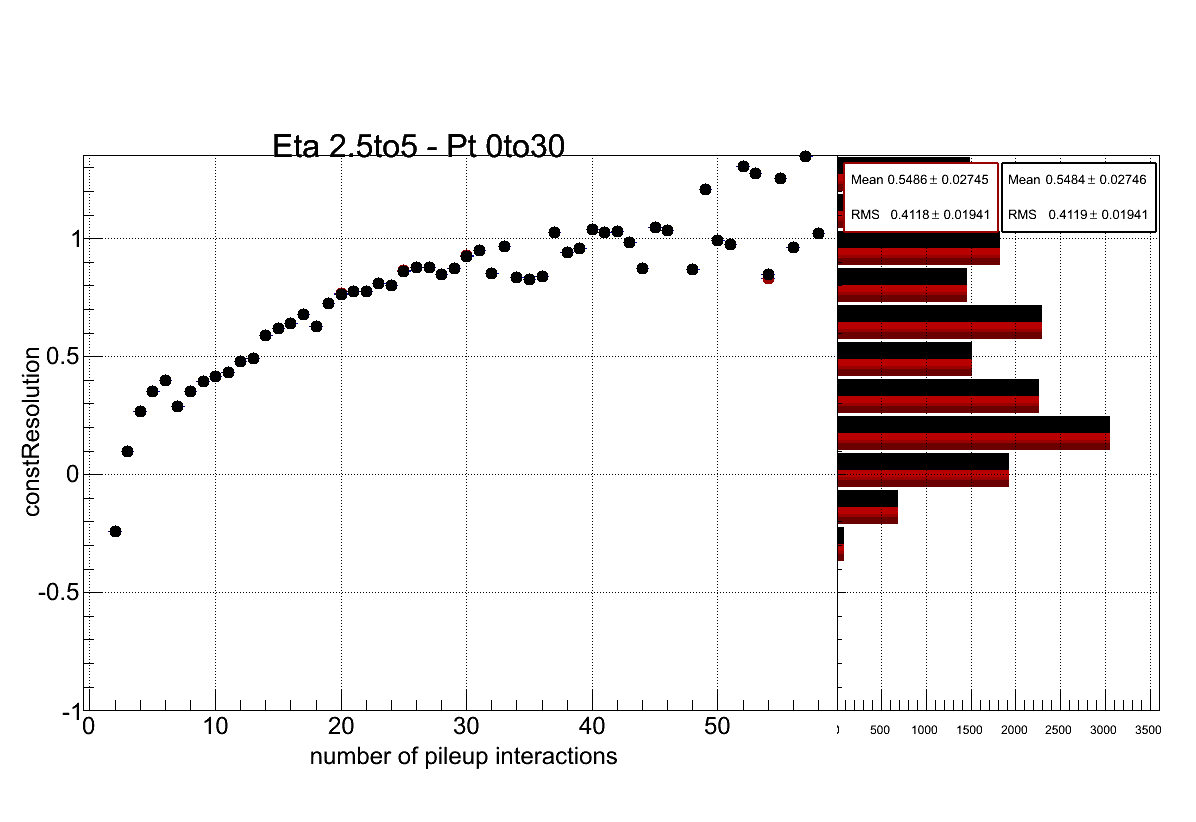 Eta 2.5to5 - Pt 0to30
Mean 0.5486 ± 0.02745
RMS 0.4118 ± 0.01941
Mean 0.5484 ± 0.02746
RMS 0.4119 ± 0.01941
constResolution
1
0.5
0
-0.5
-1
0 10 20 30 40 50
number of pileup interactions
500 1000 1500 2000 2500 3000 3500